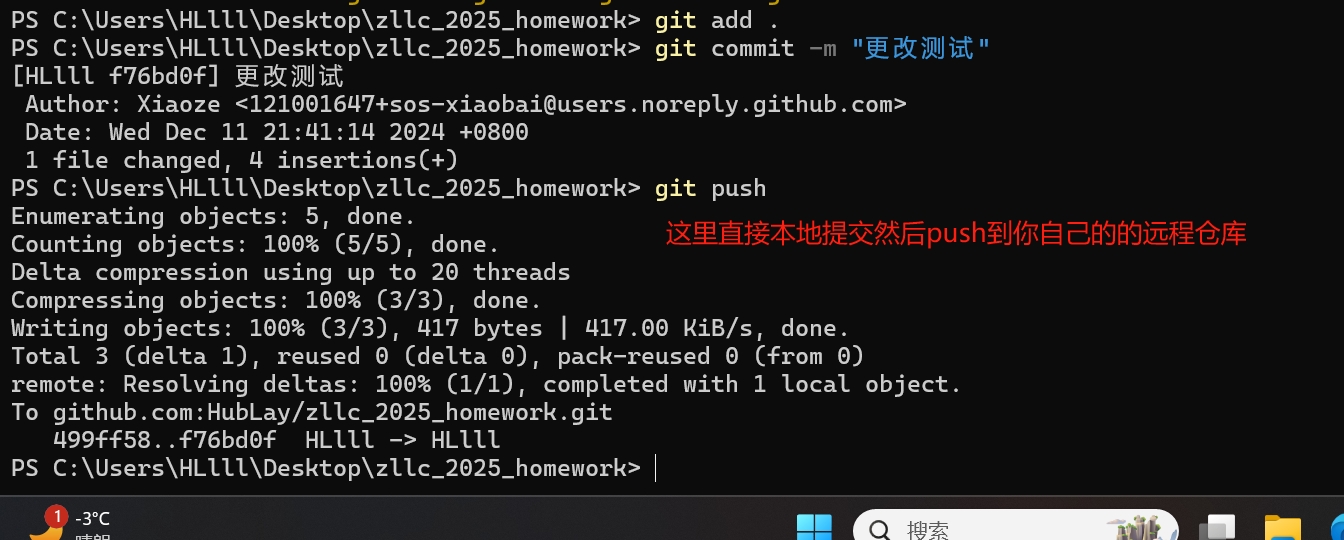 PS C:\Users\HLlll\Desktop\zllc_2025_homework> git add .
PS C:\Users\HLlll\Desktop\zllc_2025_homework> git commit -m "更改测试"
[HLlll f76bd0f] 更改测试
Author: Xiaoze <121001647+sos-xiaobai@users.noreply.github.com>
Date: Wed Dec 11 21:41:14 2024 +0800
1 file changed, 4 insertions(+)
PS C:\Users\HLlll\Desktop\zllc_2025_homework> git push
Enumerating objects: 5, done.
这里直接本地提交然后push到你自己的的远程仓库
Counting objects: 100% (5/5), done.
Delta compression using up to 20 threads
Compressing objects: 100% (3/3), done.
Writing objects: 100% (3/3), 417 bytes | 417.00 KiB/s, done.
Total 3 (delta 1), reused 0 (delta 0), pack-reused 0 (from 0)
remote: Resolving deltas: 100% (1/1), completed with 1 local object.
To github.com:HubLay/zllc_2025_homework.git
499ff58..f76bd0f  HLlll -> HLlll
PS C:\Users\HLlll\Desktop\zllc_2025_homework>
1
-3°C
晴朗
搜索